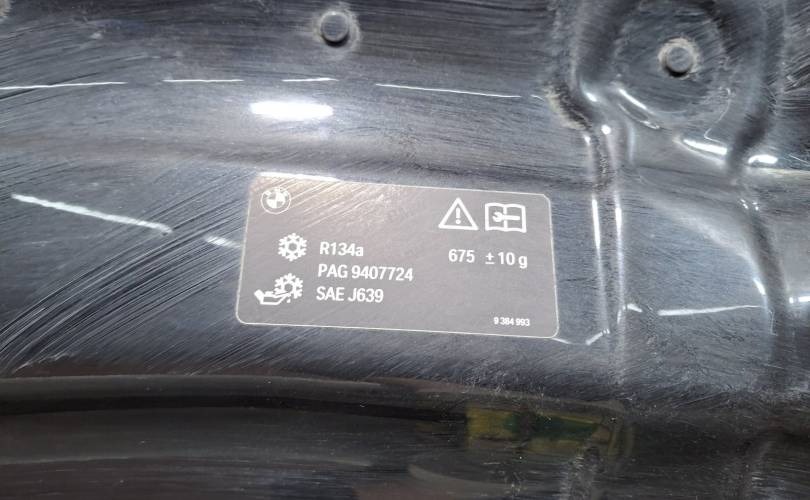 R134a 675 ± 10 g
PAG 9407724
SAE J639
9 384 993